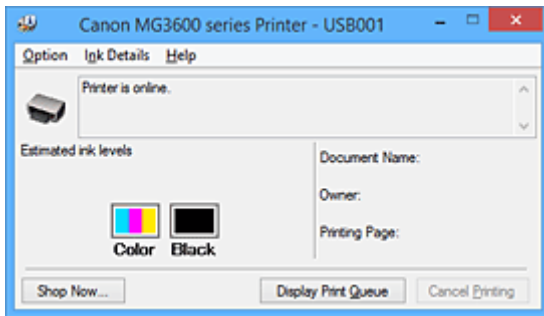 Canon MG3600 series Printer - USB001
Option Ink Details Help
Printer is online.
Estimated ink levels
Document Name:
Owner:
Printing Page:
Color Black
Shop Now... Display Print Queue Cancel Printing